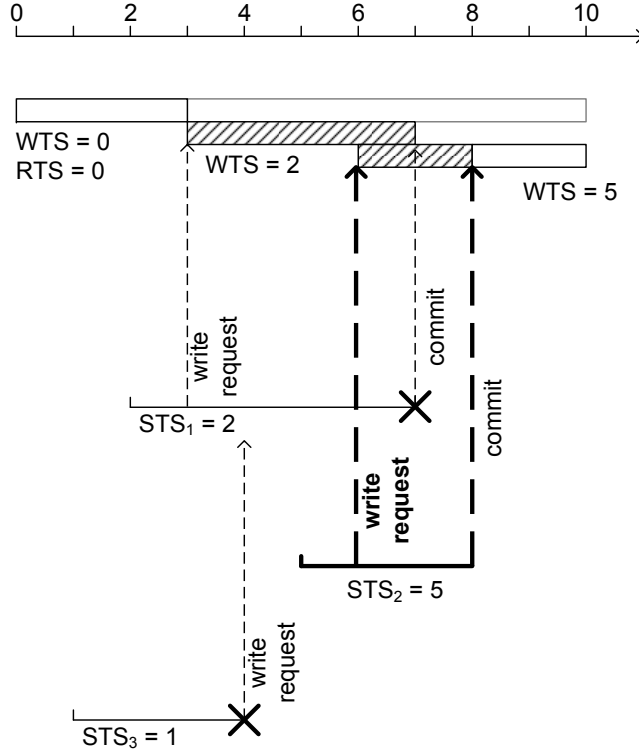 0 2 4 6 8 10
WTS = 0
RTS = 0
WTS = 2
WTS = 5
write
request
commit
STS₁ = 2
commit
write
request
STS₂ = 5
write
request
STS₃ = 1